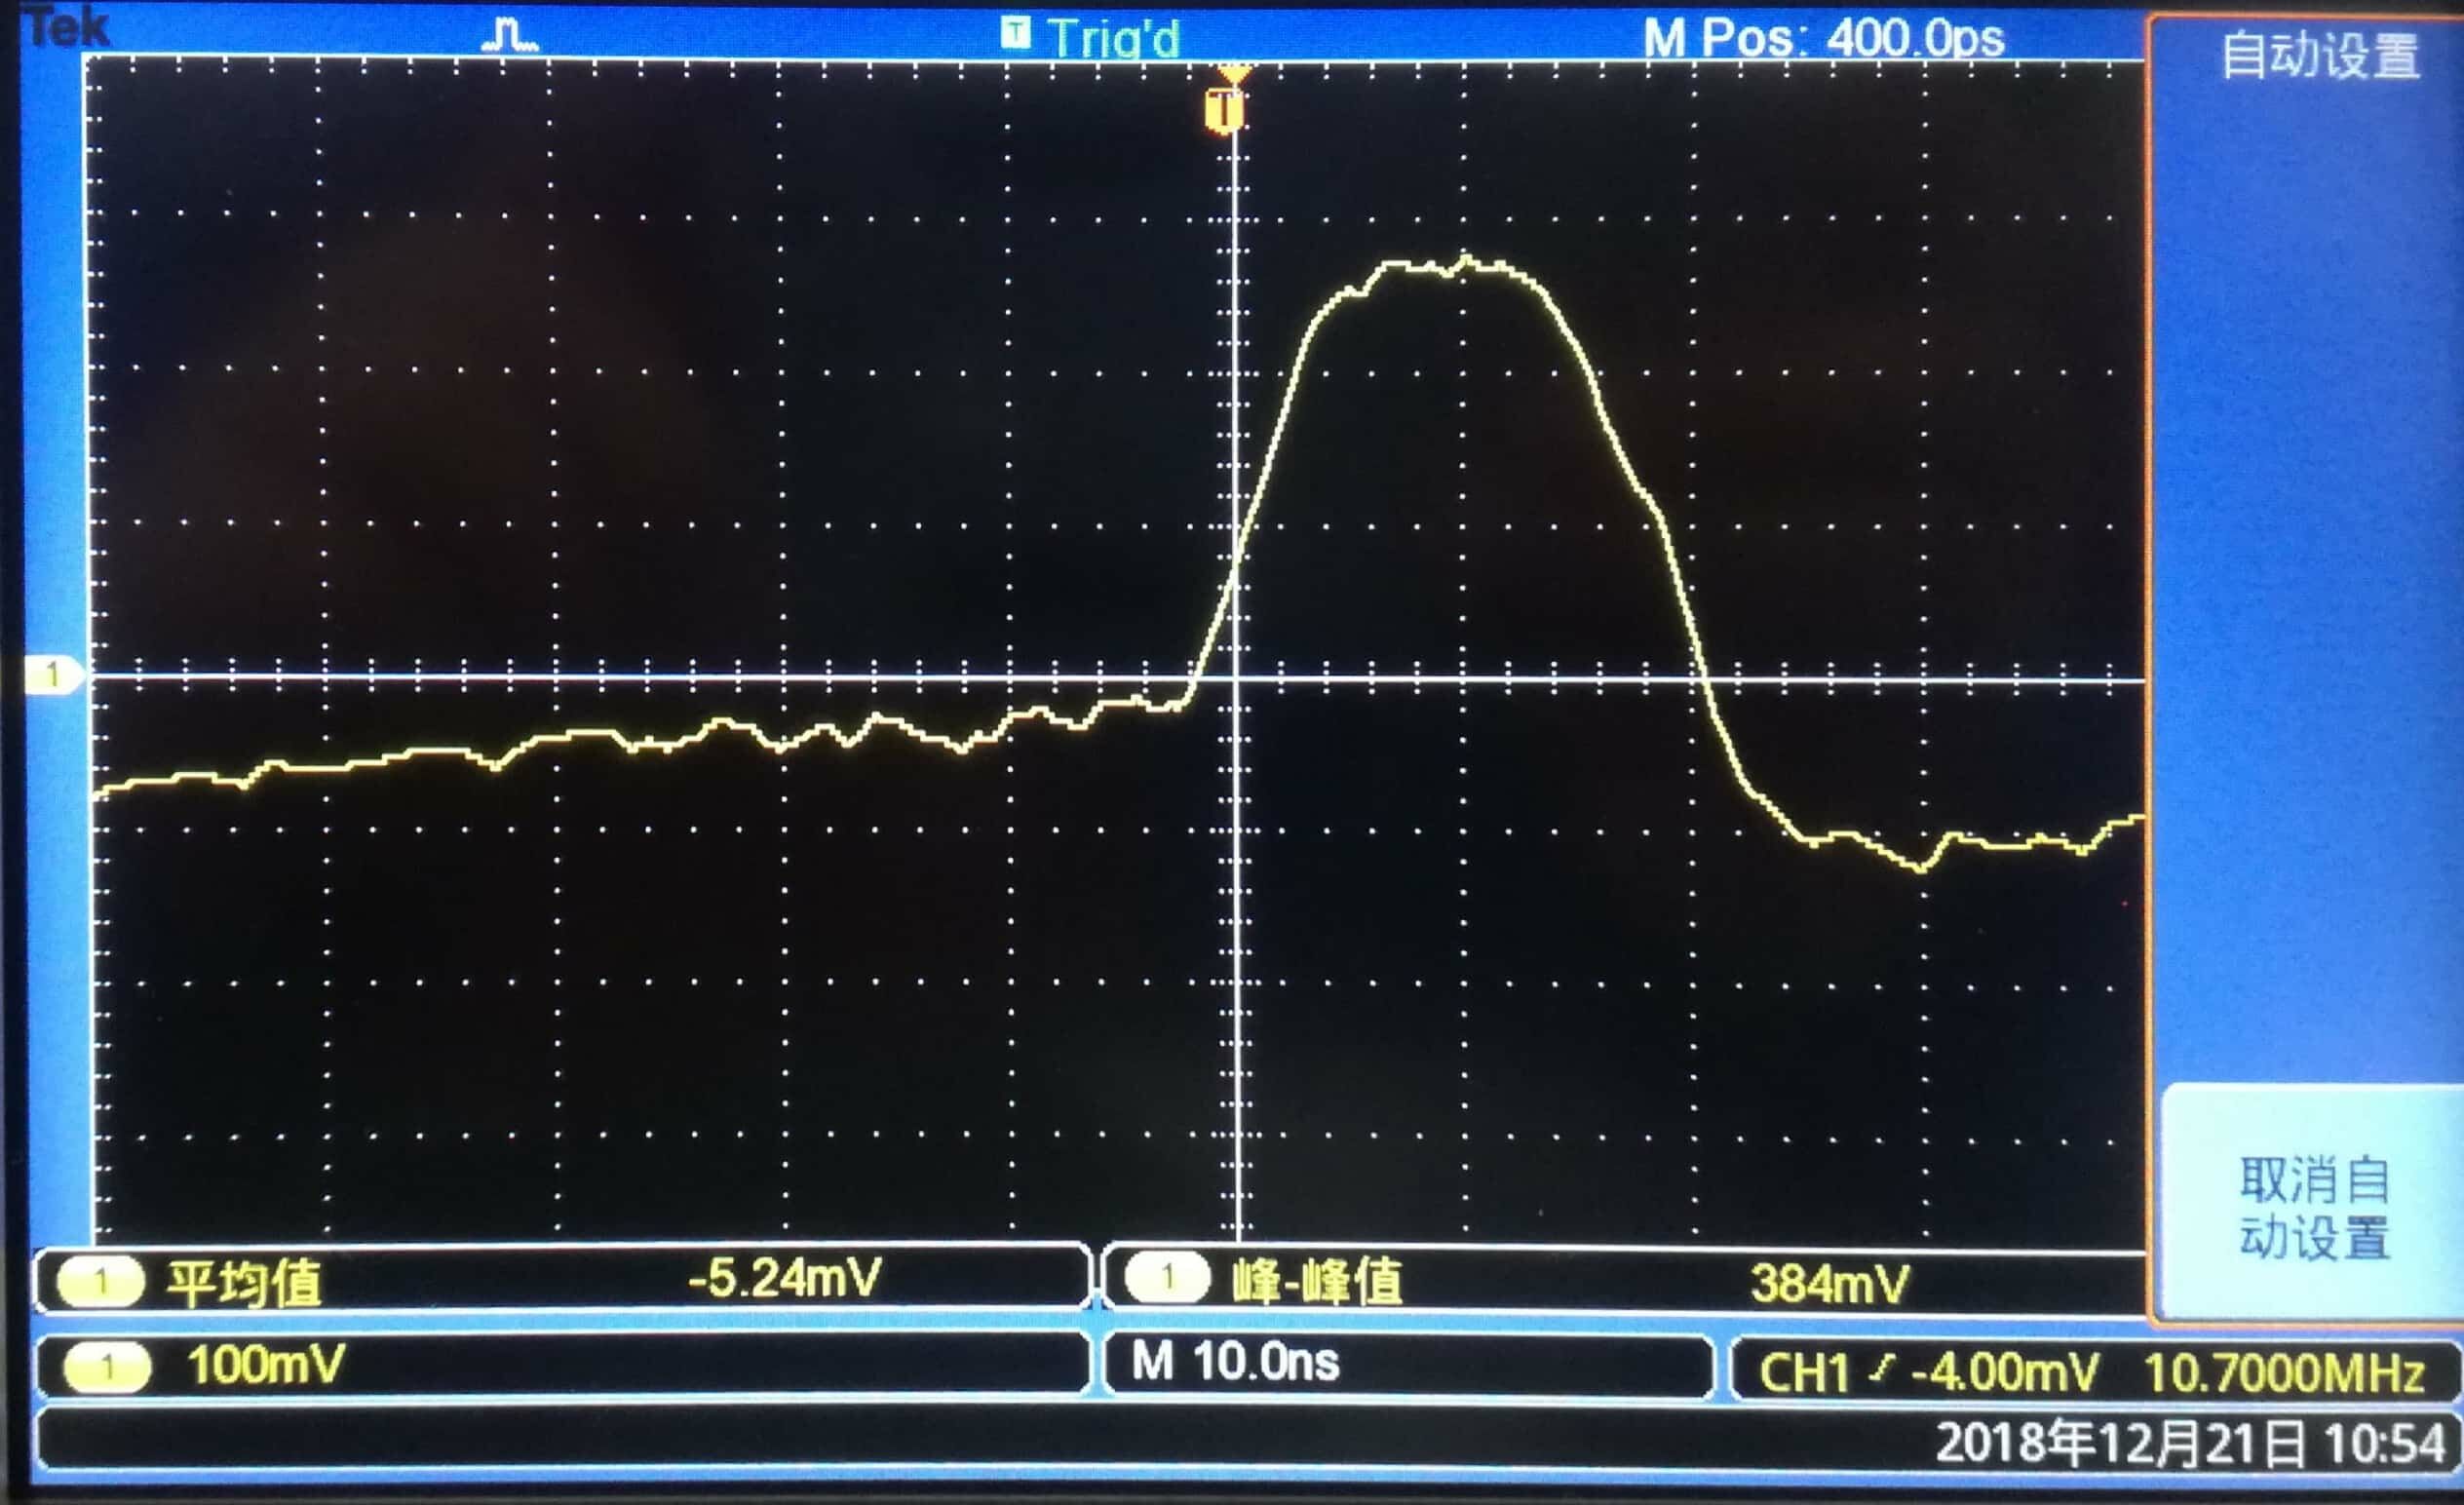 Tek T Trig'd M Pos: 400.0ps
自动设置
T
1
取消自
动设置
1 平均值 -5.24mV 1 峰-峰值 384mV
1 100mV M 10.0ns CH1 -4.00mV 10.7000MHz
2018年12月21日 10:54